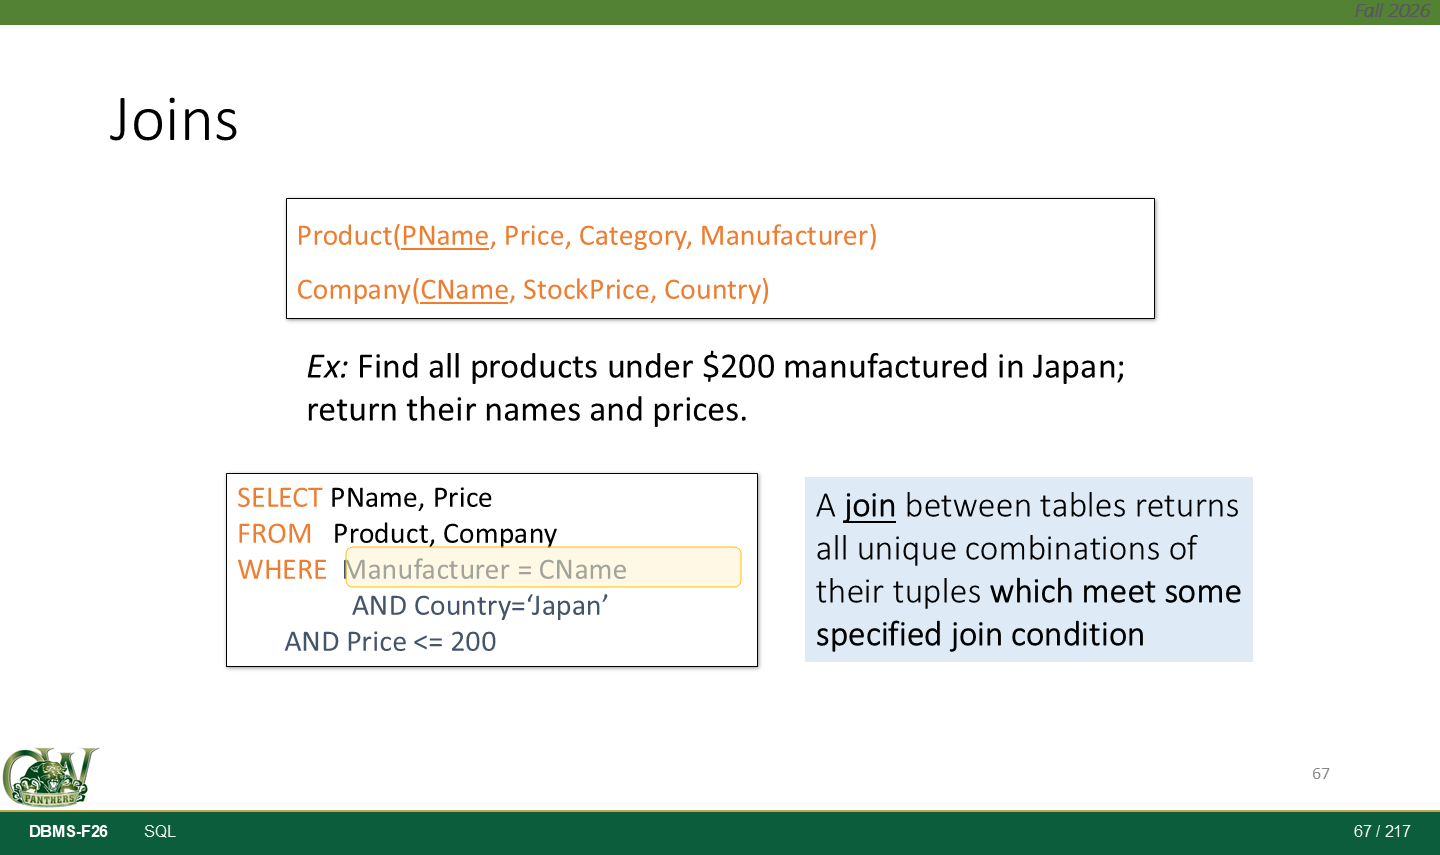 Fall 2026
Joins
Product(PName, Price, Category, Manufacturer)
Company(CName, StockPrice, Country)
Ex: Find all products under $200 manufactured in Japan;
return their names and prices.
SELECT PName, Price
FROM Product, Company
WHERE Manufacturer = CName
AND Country=‘Japan’
AND Price <= 200
A join between tables returns
all unique combinations of
their tuples which meet some
specified join condition
67
OW
PANTHERS
DBMS-F26 SQL 67 / 217